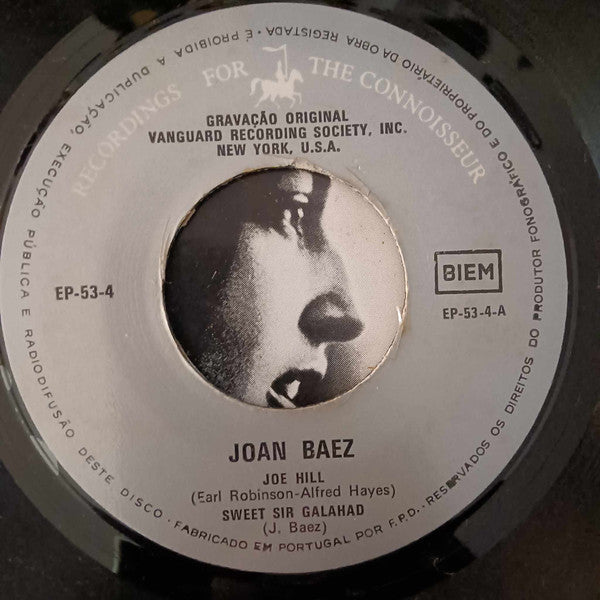 RECORDINGS FOR THE CONNOISSEUR
GRAVAÇÃO ORIGINAL
VANGUARD RECORDING SOCIETY, INC.
NEW YORK, U.S.A.
EP-53-4
BIEM
EP-53-4-A
JOAN BAEZ
JOE HILL
(Earl Robinson-Alfred Hayes)
SWEET SIR GALAHAD
(J. Baez)
FABRICADO EM PORTUGAL POR F.P.D. · RESERVADOS OS DIREITOS DO PRODUTOR FONOGRÁFICO E DO PROPRIETÁRIO DA OBRA REGISTADA · É PROIBIDA A DUPLICAÇÃO, EXECUÇÃO PÚBLICA E RADIODIFUSÃO DESTE DISCO ·